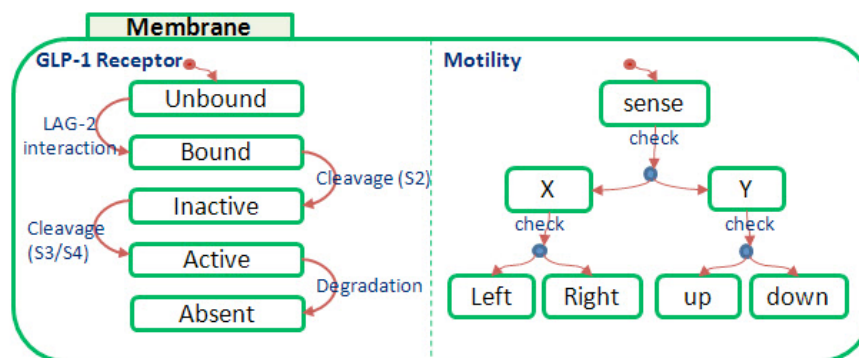 Membrane
GLP-1 Receptor
Unbound
LAG-2
interaction
Bound
Cleavage (S2)
Inactive
Cleavage
(S3/S4)
Active
Degradation
Absent
Motility
sense
check
X
Y
check
check
Left
Right
up
down